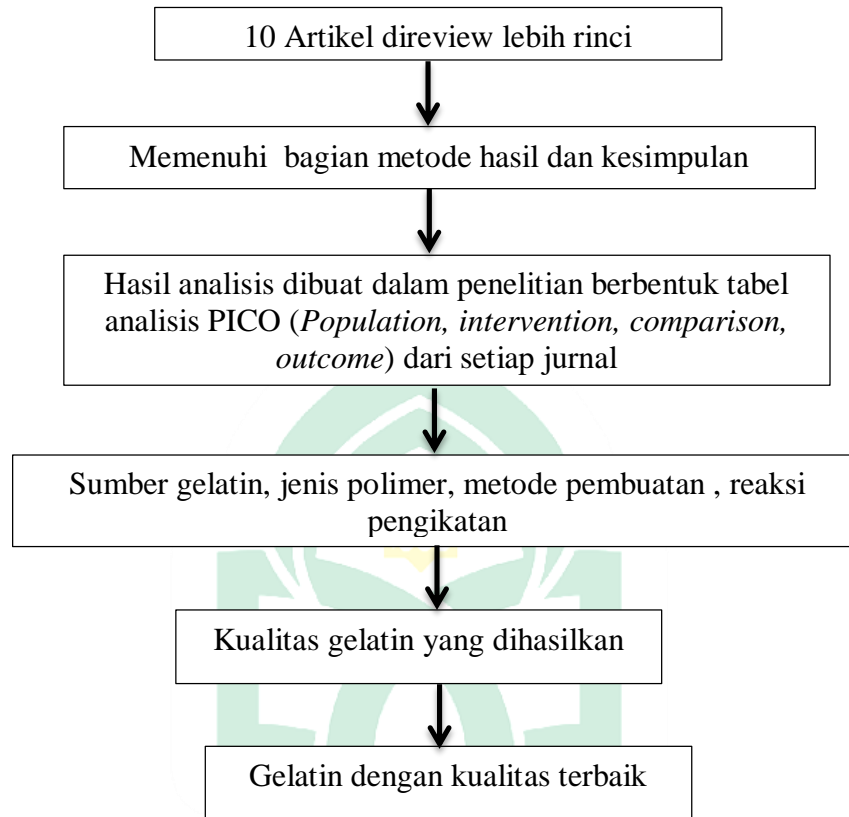 10 Artikel direview lebih rinci
Memenuhi bagian metode hasil dan kesimpulan
Hasil analisis dibuat dalam penelitian berbentuk tabel
analisis PICO (Population, intervention, comparison,
outcome) dari setiap jurnal
Sumber gelatin, jenis polimer, metode pembuatan , reaksi
pengikatan
Kualitas gelatin yang dihasilkan
Gelatin dengan kualitas terbaik